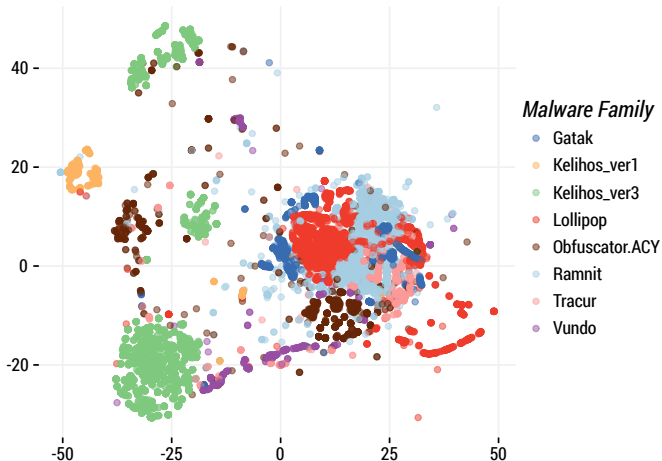 40
20
0
-20
-50
-25
0
25
50
Malware Family
Gatak
Kelihos_ver1
Kelihos_ver3
Lollipop
Obfuscator.ACY
Ramnit
Tracur
Vundo